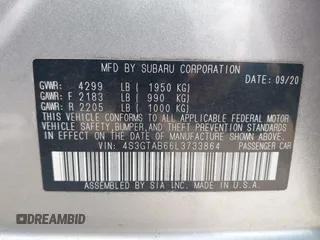 MFD BY SUBARU CORPORATION
DATE: 09/20
GVWR: 4299 LB ( 1950 KG)
GAWR: F 2183 LB ( 990 KG)
GAWR: R 2205 LB ( 1000 KG)
THIS VEHICLE CONFORMS TO ALL APPLICABLE FEDERAL MOTOR
VEHICLE SAFETY, BUMPER, AND THEFT PREVENTION STANDARDS
IN EFFECT ON THE DATE OF MANUFACTURE SHOWN ABOVE.
VIN: 4S3GTAB66L3733864
PASSENGER CAR
ASSEMBLED BY SIA INC. IN U.S.A.
DREAMBID